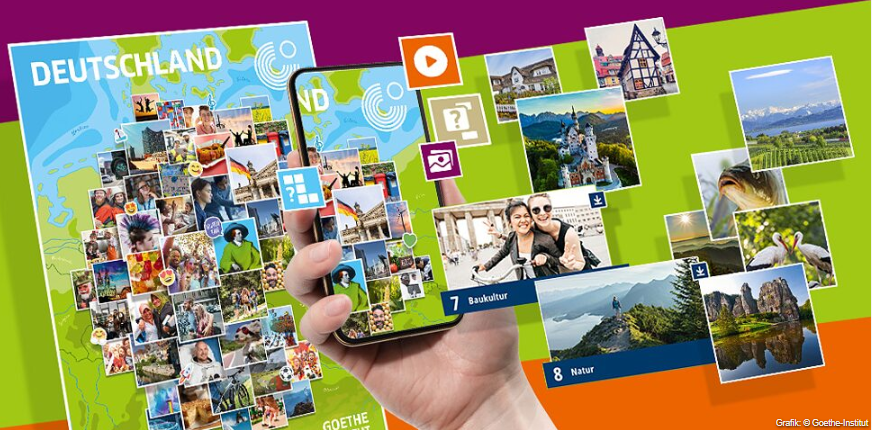 DEUTSCHLAND
ND
?
?
7 Baukultur
8 Natur
GOETHE
Grafik: © Goethe-Institut